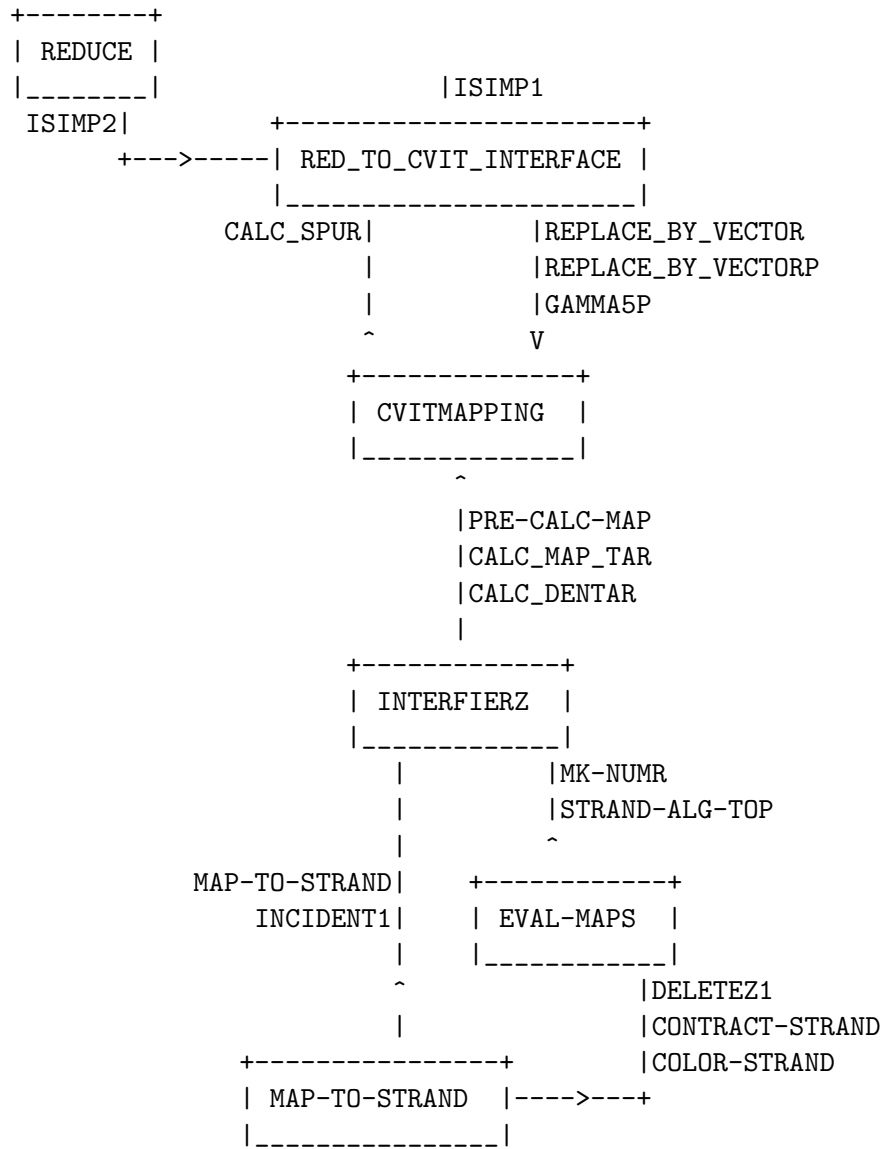 REDUCE
ISIMP1
ISIMP2
RED_TO_CVIT_INTERFACE
CALC_SPUR REPLACE_BY_VECTOR
REPLACE_BY_VECTORP
GAMMA5P
V
CVITMAPPING
PRE-CALC-MAP
CALC_MAP_TAR
CALC_DENTAR
INTERFIERZ
MK-NUMR
STRAND-ALG-TOP
MAP-TO-STRAND
INCIDENT1 EVAL-MAPS
DELETEZ1
CONTRACT-STRAND
COLOR-STRAND
MAP-TO-STRAND